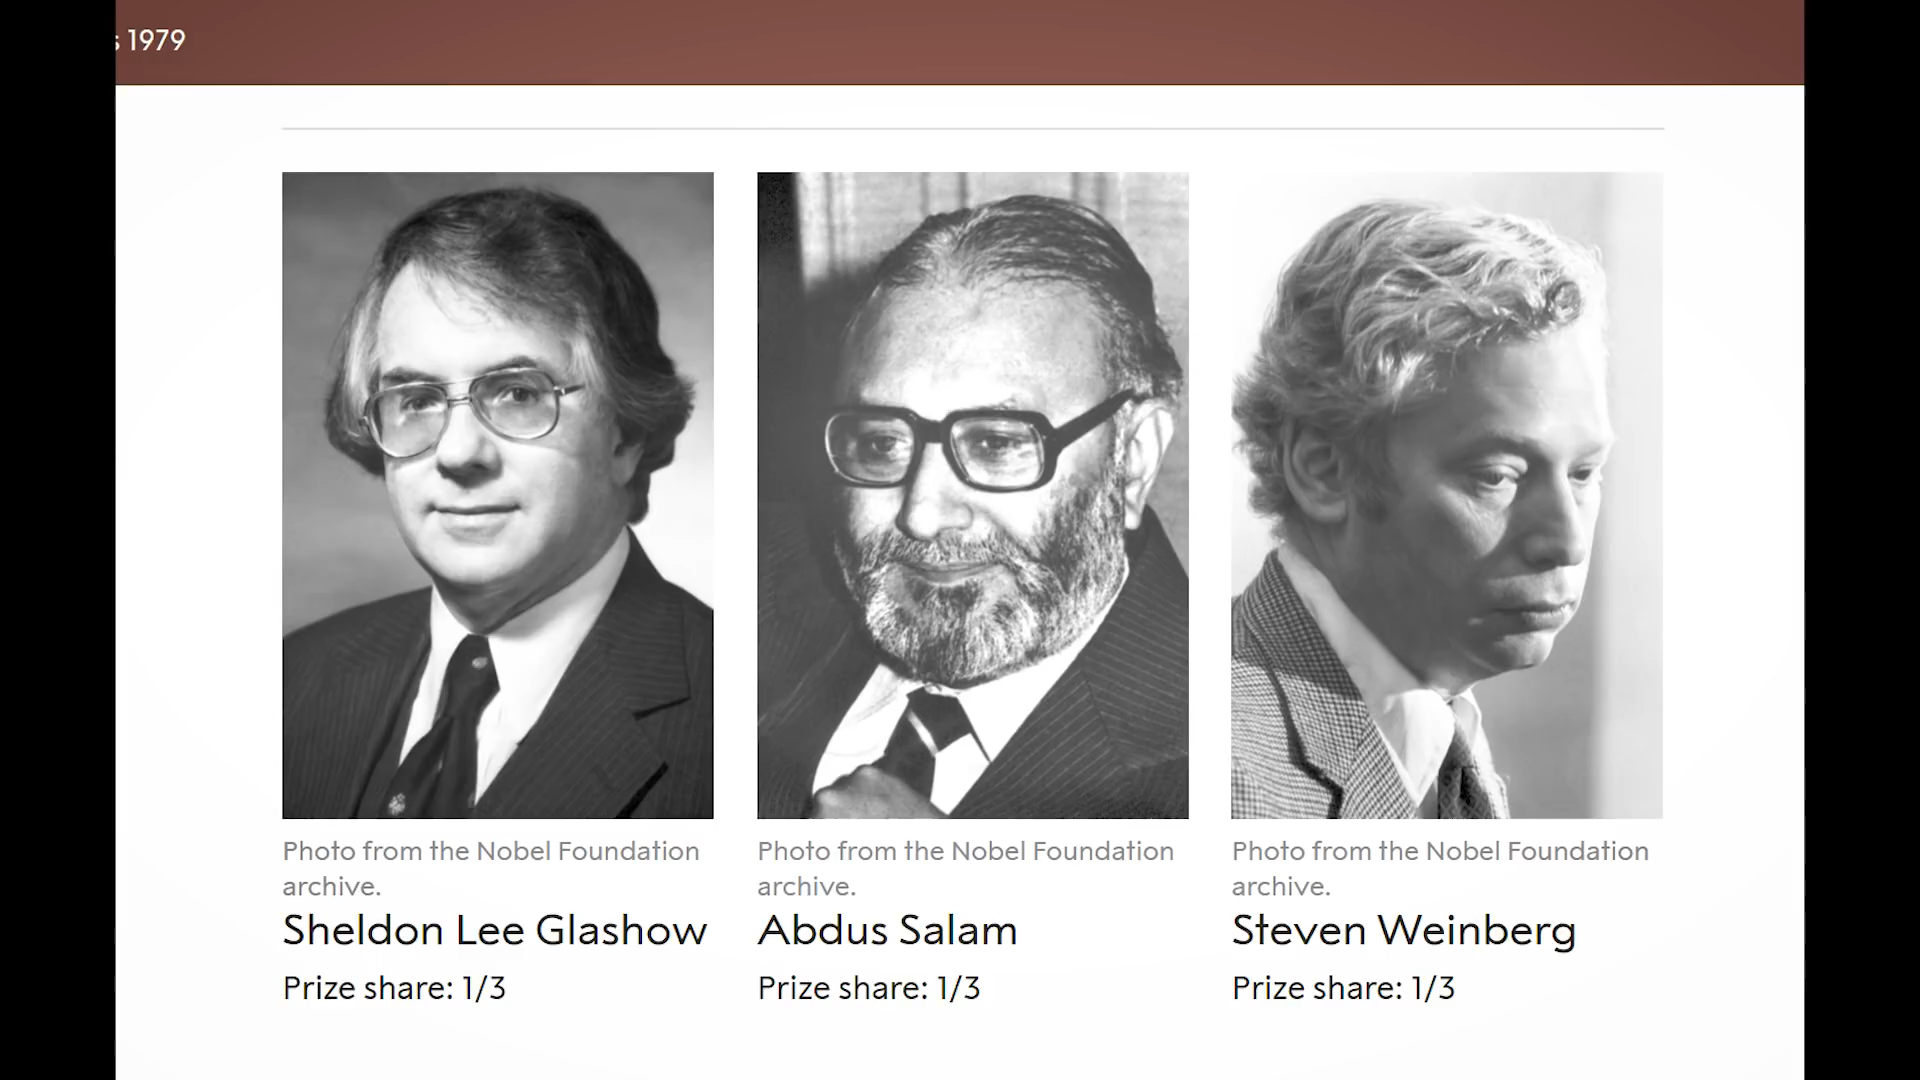 s 1979
Photo from the Nobel Foundation
archive.
Sheldon Lee Glashow
Prize share: 1/3
Photo from the Nobel Foundation
archive.
Abdus Salam
Prize share: 1/3
Photo from the Nobel Foundation
archive.
Steven Weinberg
Prize share: 1/3